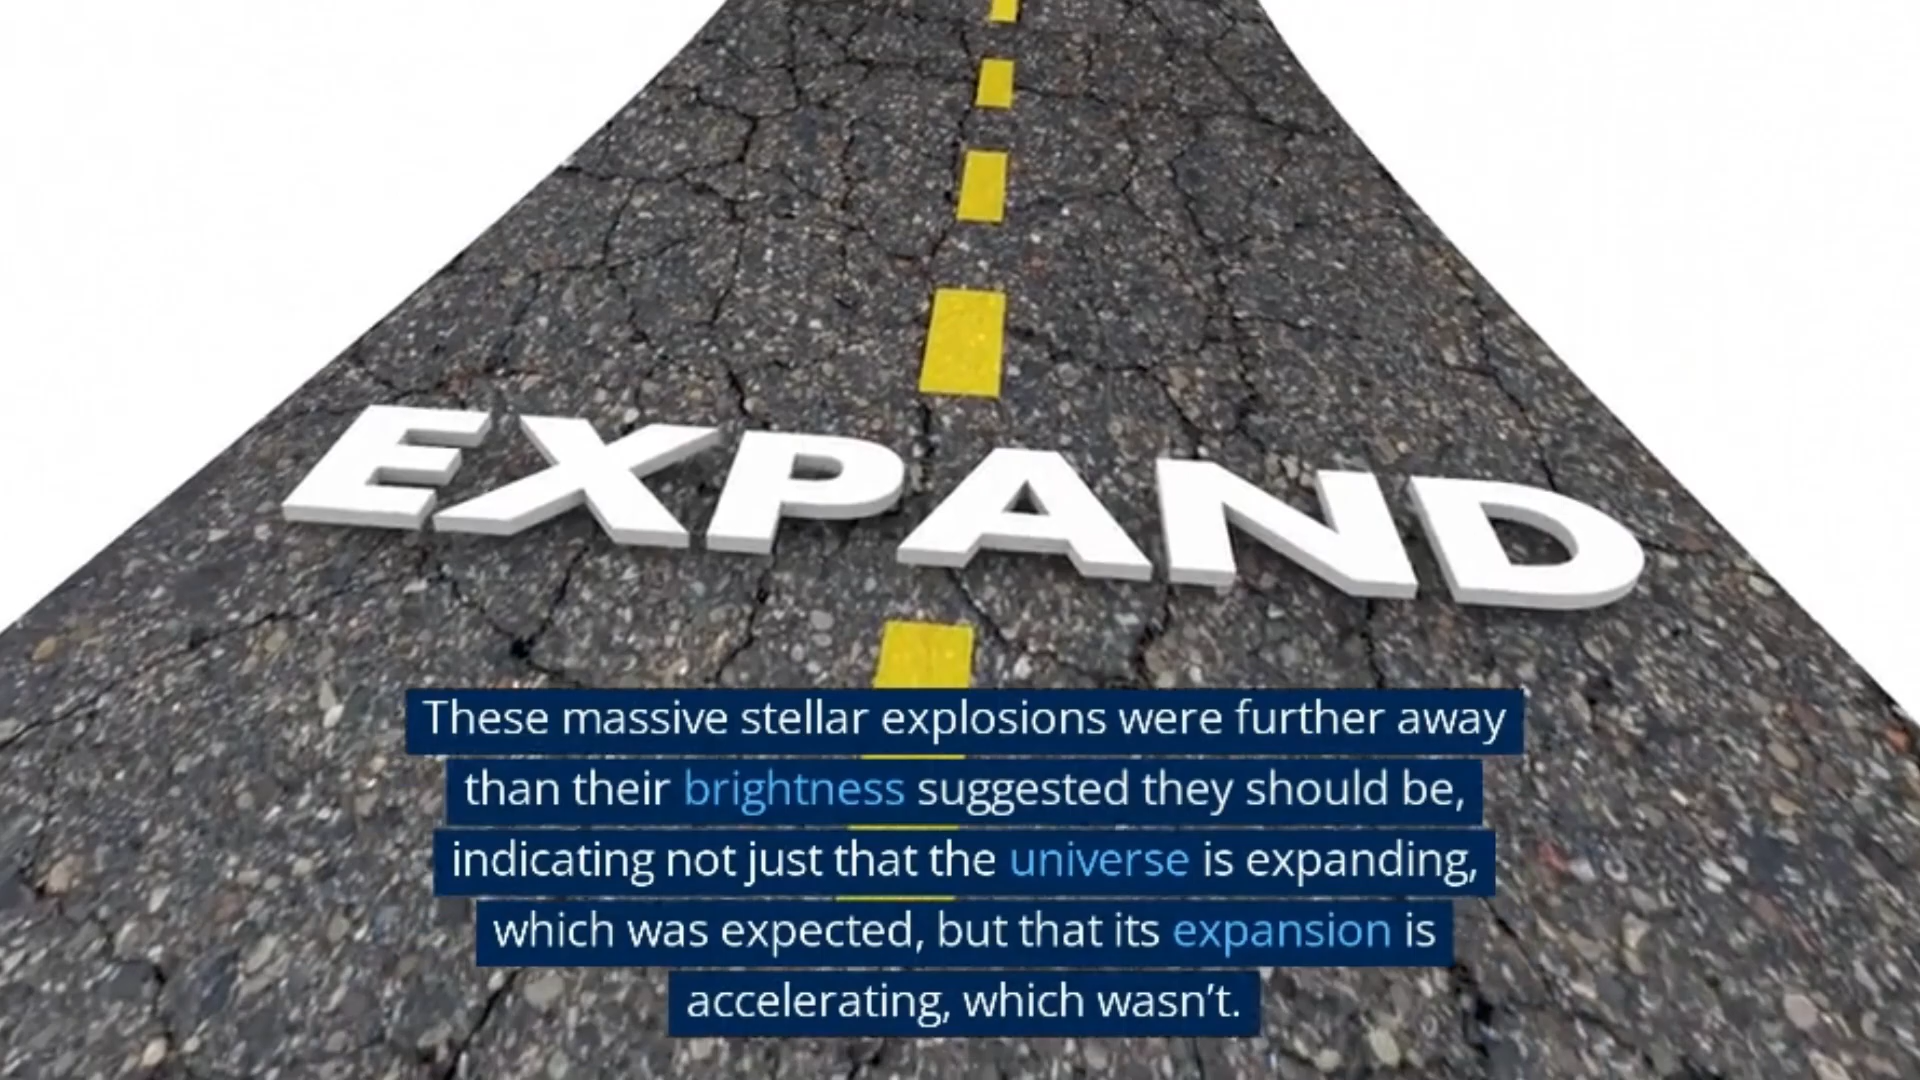 EXPAND
These massive stellar explosions were further away
than their brightness suggested they should be,
indicating not just that the universe is expanding,
which was expected, but that its expansion is
accelerating, which wasn’t.